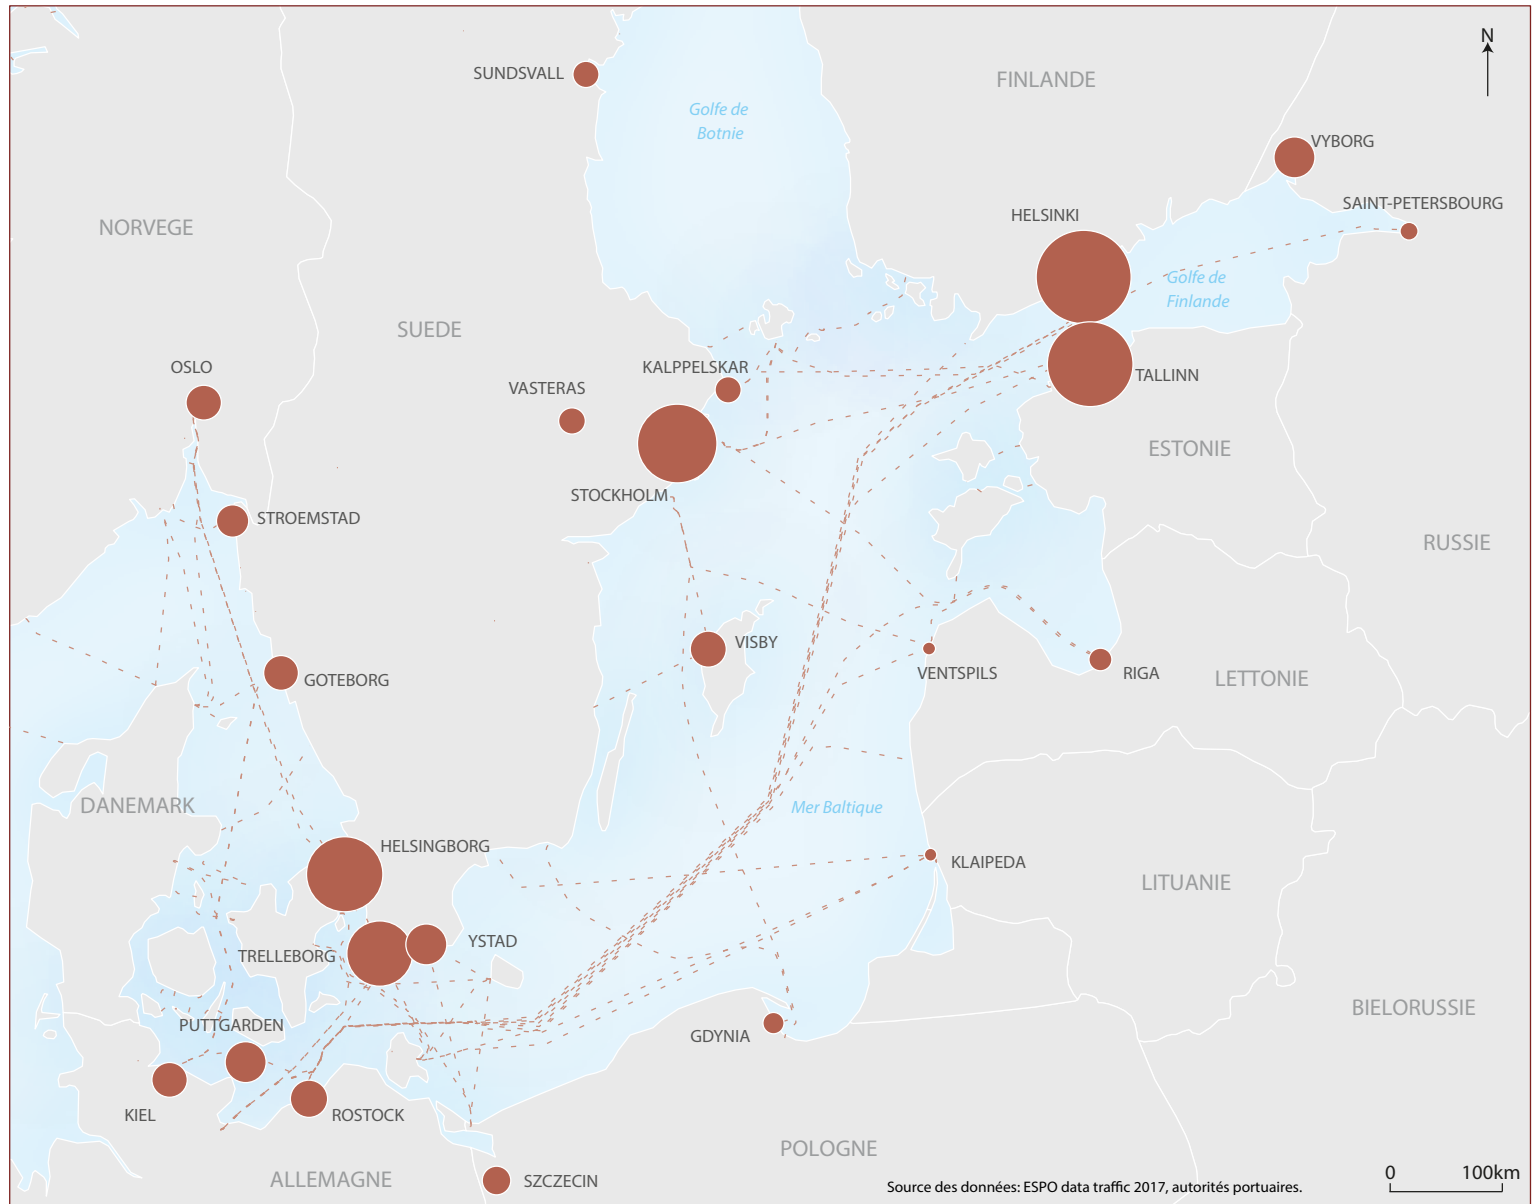 N
SUNDSVALL
FINLANDE
Golfe de
Botnie
VYBORG
SAINT-PETERSBOURG
HELSINKI
NORVEGE
Golfe de
Finlande
SUEDE
OSLO
KALPPELSKAR
TALLINN
VASTERAS
ESTONIE
STOCKHOLM
STROEMSTAD
RUSSIE
VISBY
GOTEBORG
VENTSPILS
RIGA
LETTONIE
DANEMARK
Mer Baltique
HELSINGBORG
KLAIPEDA
LITUANIE
YSTAD
TRELLEBORG
BIELORUSSIE
PUTTGARDEN
GDYNIA
KIEL
ROSTOCK
POLOGNE
ALLEMAGNE
SZCZECIN
0 100km
Source des données: ESPO data traffic 2017, autorités portuaires.